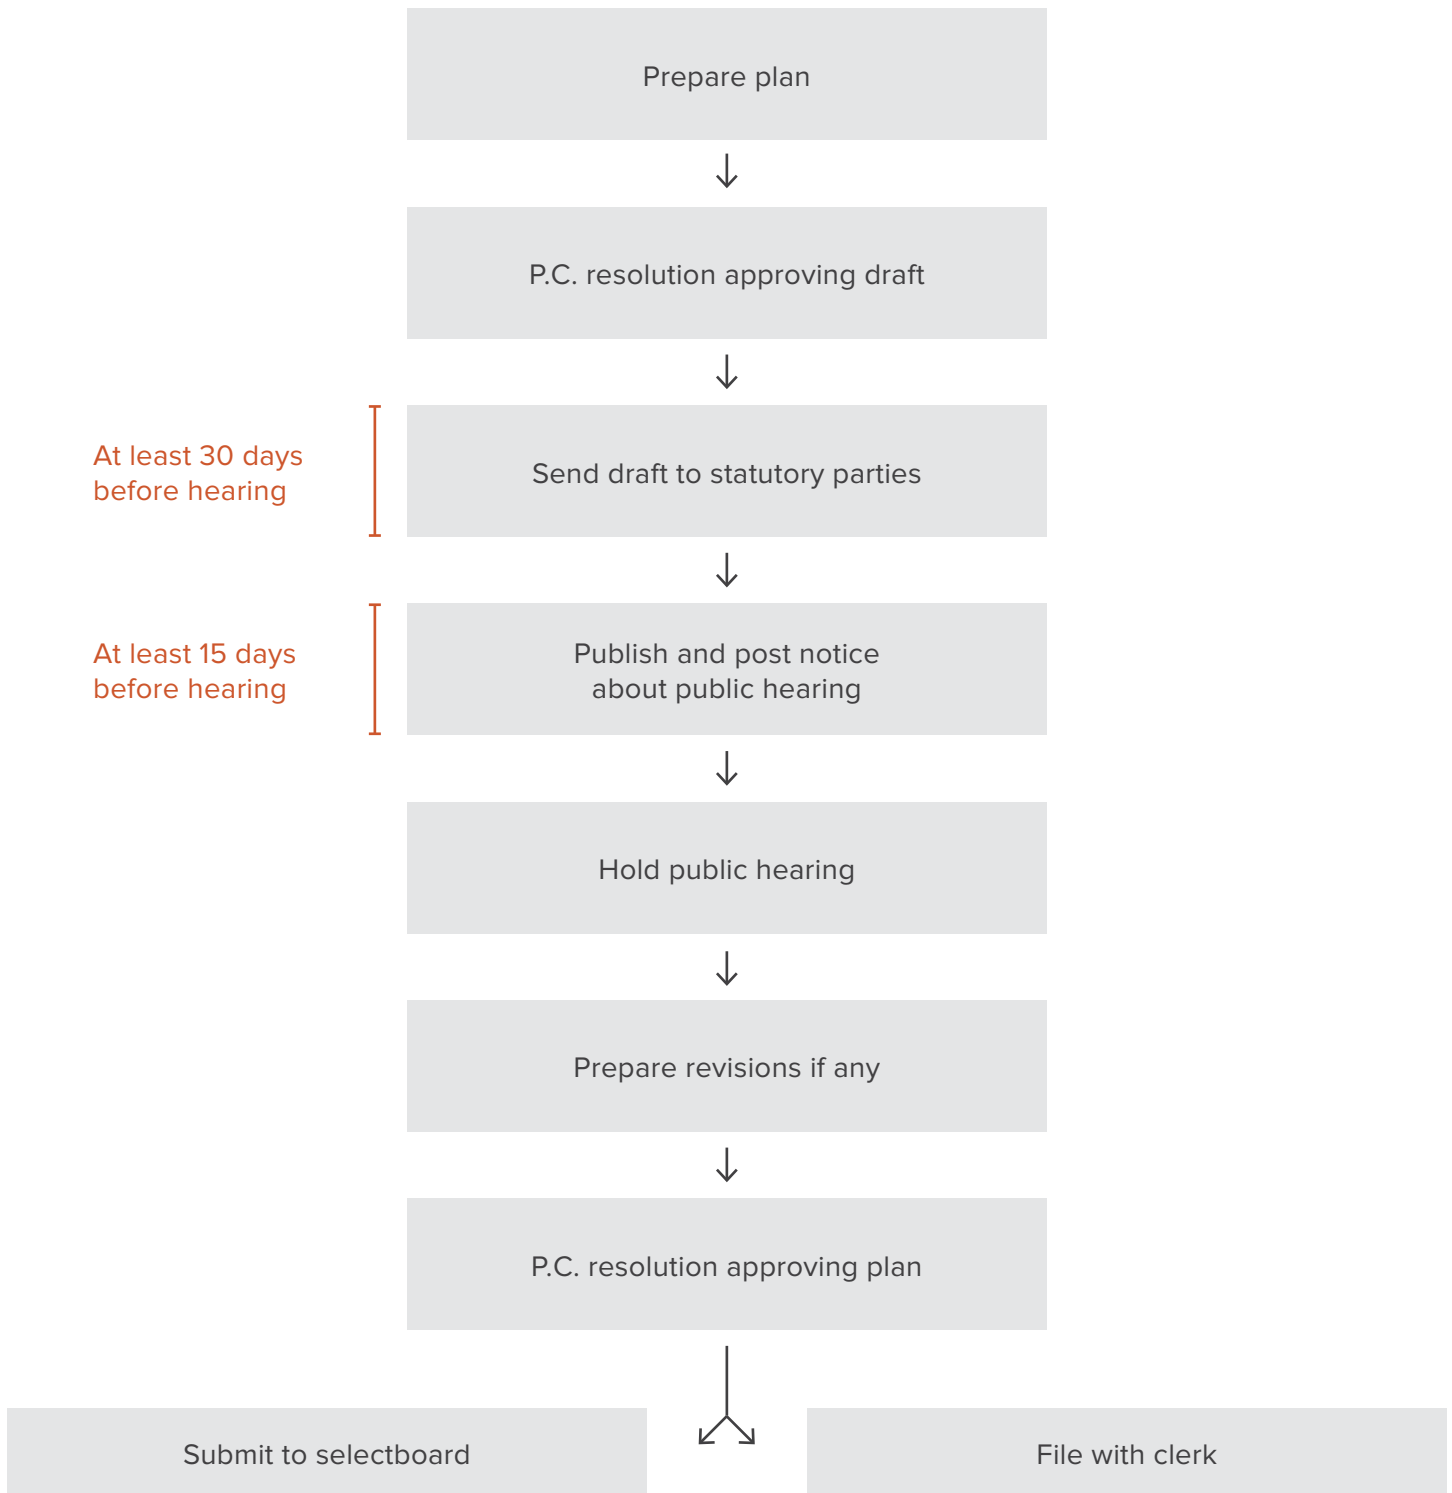 Prepare plan
P.C. resolution approving draft
At least 30 days
before hearing
Send draft to statutory parties
At least 15 days
before hearing
Publish and post notice
about public hearing
Hold public hearing
Prepare revisions if any
P.C. resolution approving plan
Submit to selectboard
File with clerk